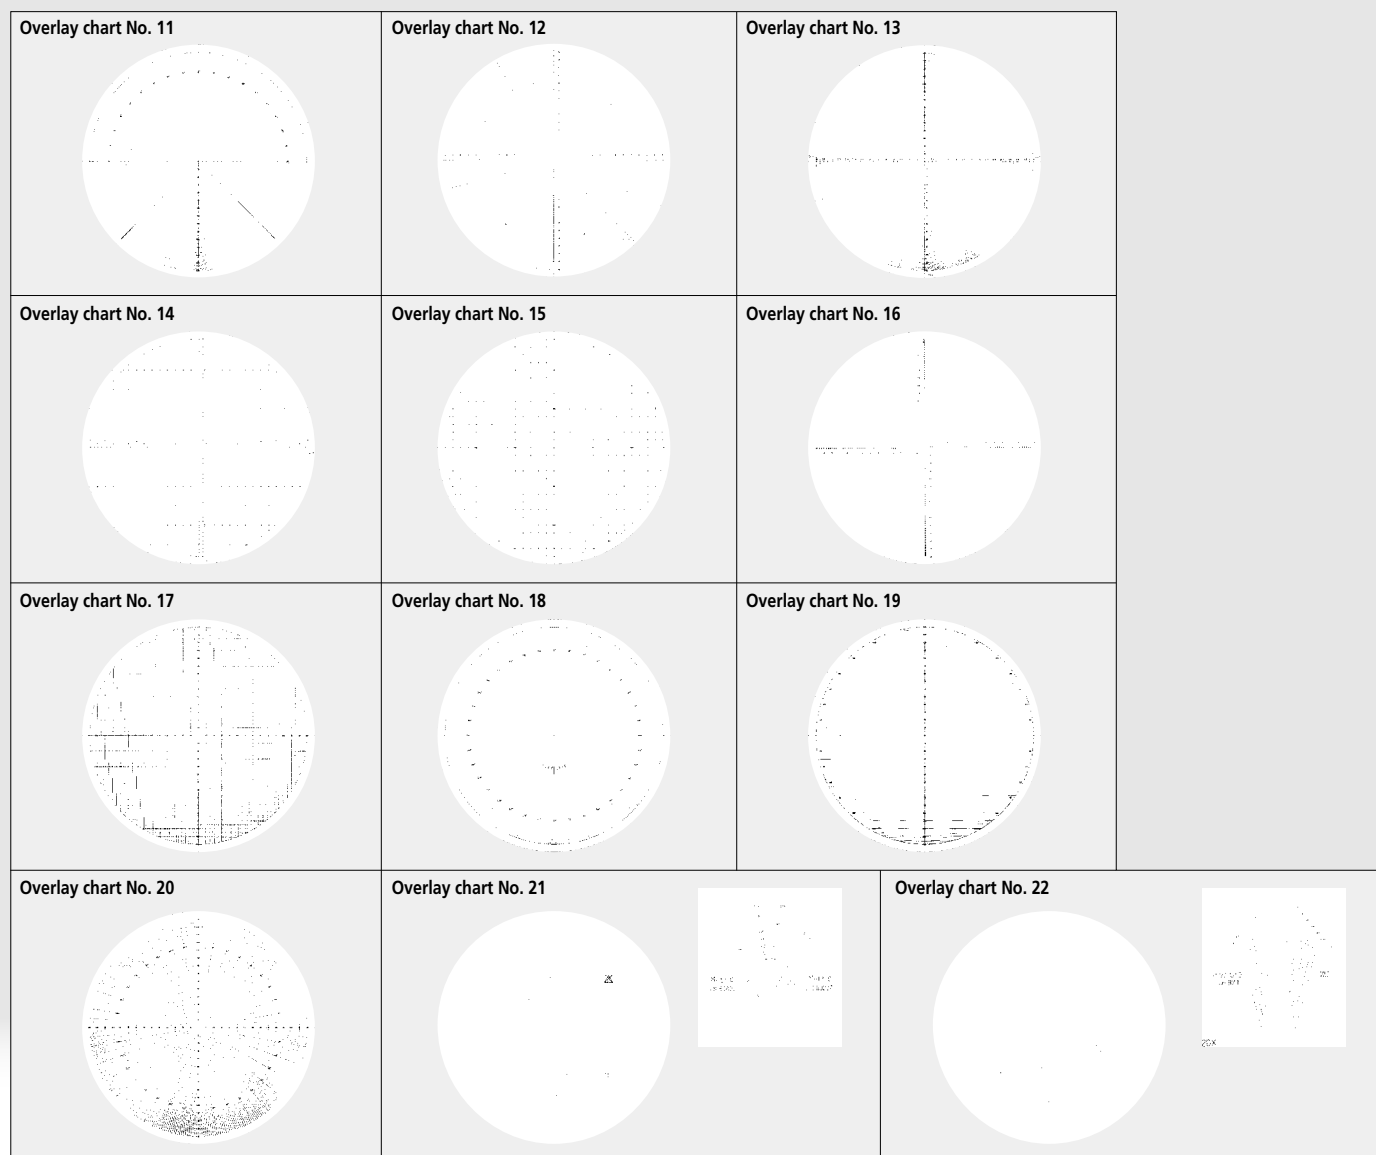 Overlay chart No. 11
Overlay chart No. 12
Overlay chart No. 13
Overlay chart No. 14
Overlay chart No. 15
Overlay chart No. 16
Overlay chart No. 17
Overlay chart No. 18
Overlay chart No. 19
Overlay chart No. 20
Overlay chart No. 21
Overlay chart No. 22
20X